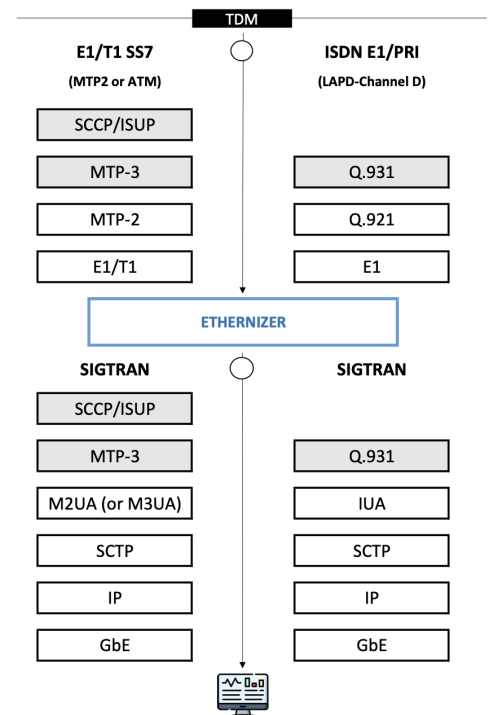 TDM
E1/T1 SS7
(MTP2 or ATM)
SCCP/ISUP
MTP-3
MTP-2
E1/T1
ISDN E1/PRI
(LAPD-Channel D)
Q.931
Q.921
E1
ETHERNIZER
SIGTRAN
SCCP/ISUP
MTP-3
M2UA (or M3UA)
SCTP
IP
GbE
SIGTRAN
Q.931
IUA
SCTP
IP
GbE